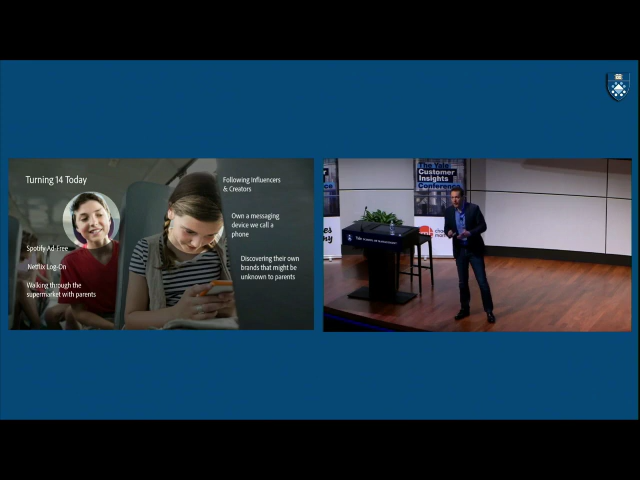 Turning 14 Today
Following Influencers
& Creators
Own a messaging
device we call a
phone
Spotify Ad-Free
Netflix Log-On
Walking through the
supermarket with parents
Discovering their own
brands that might be
unknown to parents
The Yale
Customer
Insights
Conference
Yale